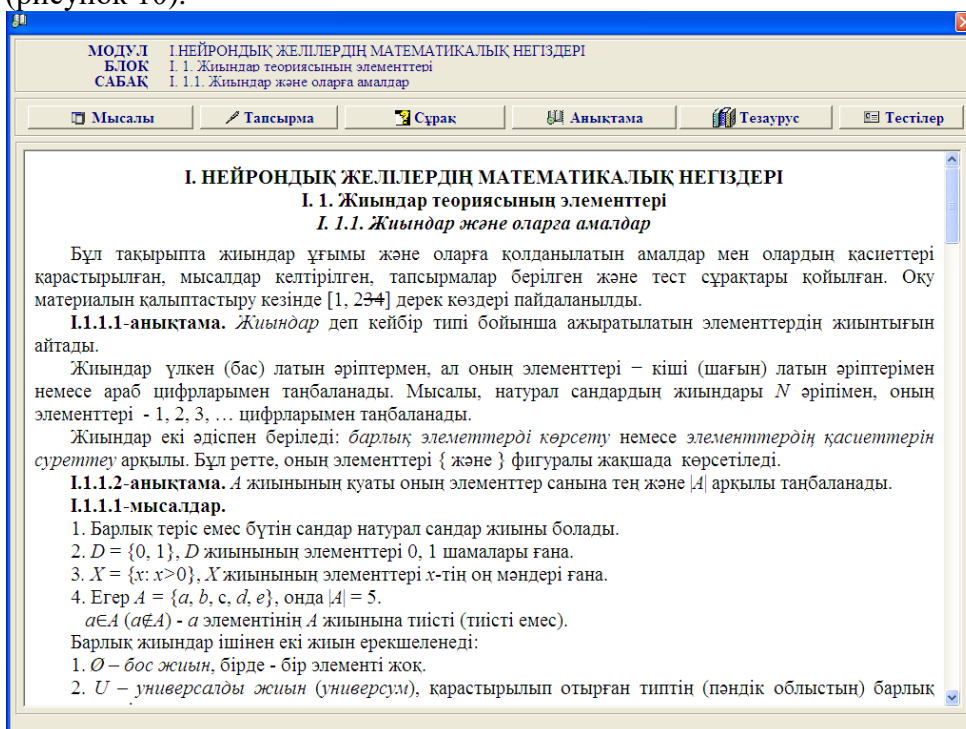 (рисунок 10).
МОДУЛ I.НЕЙРОНДЫҚ ЖЕЛІЛЕРДІҢ МАТЕМАТИКАЛЫҚ НЕГІЗДЕРІ
БЛОК I. 1. Жиындар теориясының элементтері
САБАҚ I. 1.1. Жиындар және оларға амалдар
Мысалы Тапсырма Сұрақ Анықтама Тезаурус Тестілер
I. НЕЙРОНДЫҚ ЖЕЛІЛЕРДІҢ МАТЕМАТИКАЛЫҚ НЕГІЗДЕРІ
I. 1. Жиындар теориясының элементтері
I. 1.1. Жиындар және оларға амалдар
Бұл тақырыпта жиындар ұғымы және оларға қолданылатын амалдар мен олардың қасиеттері
қарастырылған, мысалдар келтірілген, тапсырмалар берілген және тест сұрақтары қойылған. Оқу
материалын қалыптастыру кезінде [1, 234] дерек көздері пайдаланылды.
I.1.1.1-анықтама. Жиындар деп кейбір типі бойынша ажыратылатын элементтердің жиынтығын
айтады.
Жиындар үлкен (бас) латын әріптермен, ал оның элементтері − кіші (шағын) латын әріптерімен
немесе араб цифрларымен таңбаланады. Мысалы, натурал сандардың жиындары N әріпімен, оның
элементтері - 1, 2, 3, … цифрларымен таңбаланады.
Жиындар екі әдіспен беріледі: барлық элеметтерді көрсету немесе элементтердің қасиеттерін
суреттеу арқылы. Бұл ретте, оның элементтері { және } фигуралы жақшада көрсетіледі.
I.1.1.2-анықтама. A жиынының қуаты оның элементтер санына тең және |A| арқылы таңбаланады.
I.1.1.1-мысалдар.
1. Барлық теріс емес бүтін сандар натурал сандар жиыны болады.
2. D = {0, 1}, D жиынының элементтері 0, 1 шамалары ғана.
3. X = {x: x>0}, X жиынының элементтері x-тің оң мәндері ғана.
4. Егер A = {a, b, c, d, e}, онда |A| = 5.
a∈A (a∉A) - a элементінің A жиынына тиісті (тиісті емес).
Барлық жиындар ішінен екі жиын ерекшеленеді:
1. Ø – бос жиын, бірде - бір элементі жоқ.
2. U – универсалды жиын (универсум), қарастырылып отырған типтің (пәндік облыстың) барлық